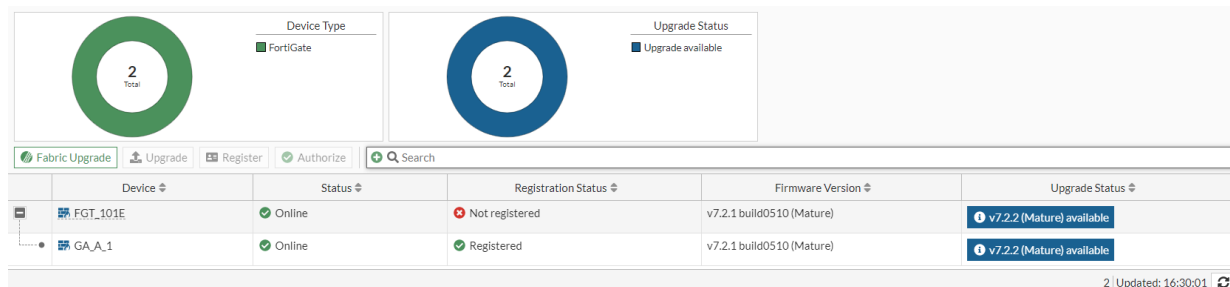 Device Type
FortiGate
2
Total
Upgrade Status
Upgrade available
2
Total
Fabric Upgrade Upgrade Register Authorize Search
Device Status Registration Status Firmware Version Upgrade Status
FGT_101E Online Not registered v7.2.1 build0510 (Mature) v7.2.2 (Mature) available
GA_A_1 Online Registered v7.2.1 build0510 (Mature) v7.2.2 (Mature) available
2 Updated: 16:30:01